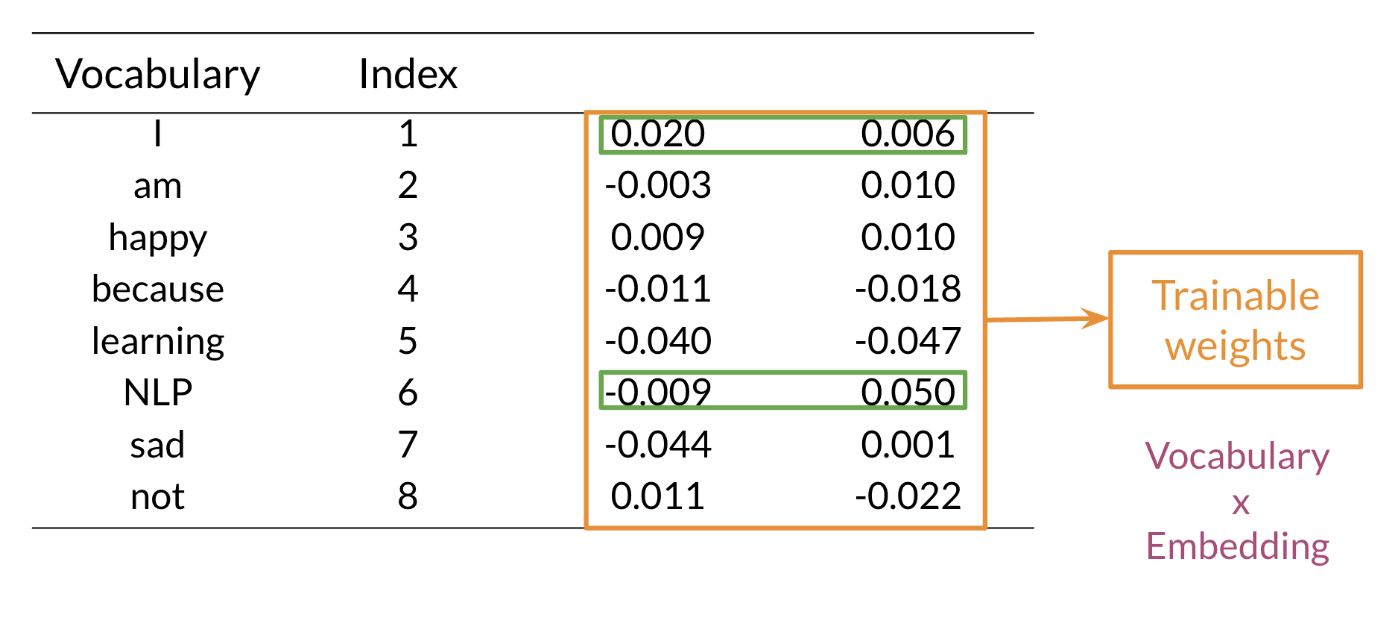 Vocabulary Index
I 1 0.020 0.006
am 2 -0.003 0.010
happy 3 0.009 0.010
because 4 -0.011 -0.018
learning 5 -0.040 -0.047
NLP 6 -0.009 0.050
sad 7 -0.044 0.001
not 8 0.011 -0.022
Trainable
weights
Vocabulary
x
Embedding